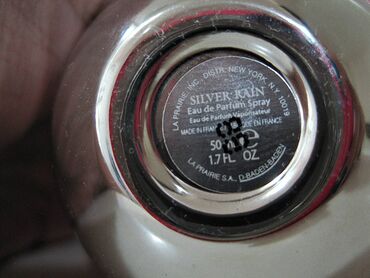 LA PRAIRIE, INC. DISTR. NEW YORK, N.Y. 10019
SILVER RAIN
Eau de Parfum Spray
Eau de Parfum Vaporisateur
MADE IN FRANCE
EN FRANCE
50 e
1.7 FL OZ
LA PRAIRIE S.A., D-BADEN-BADEN